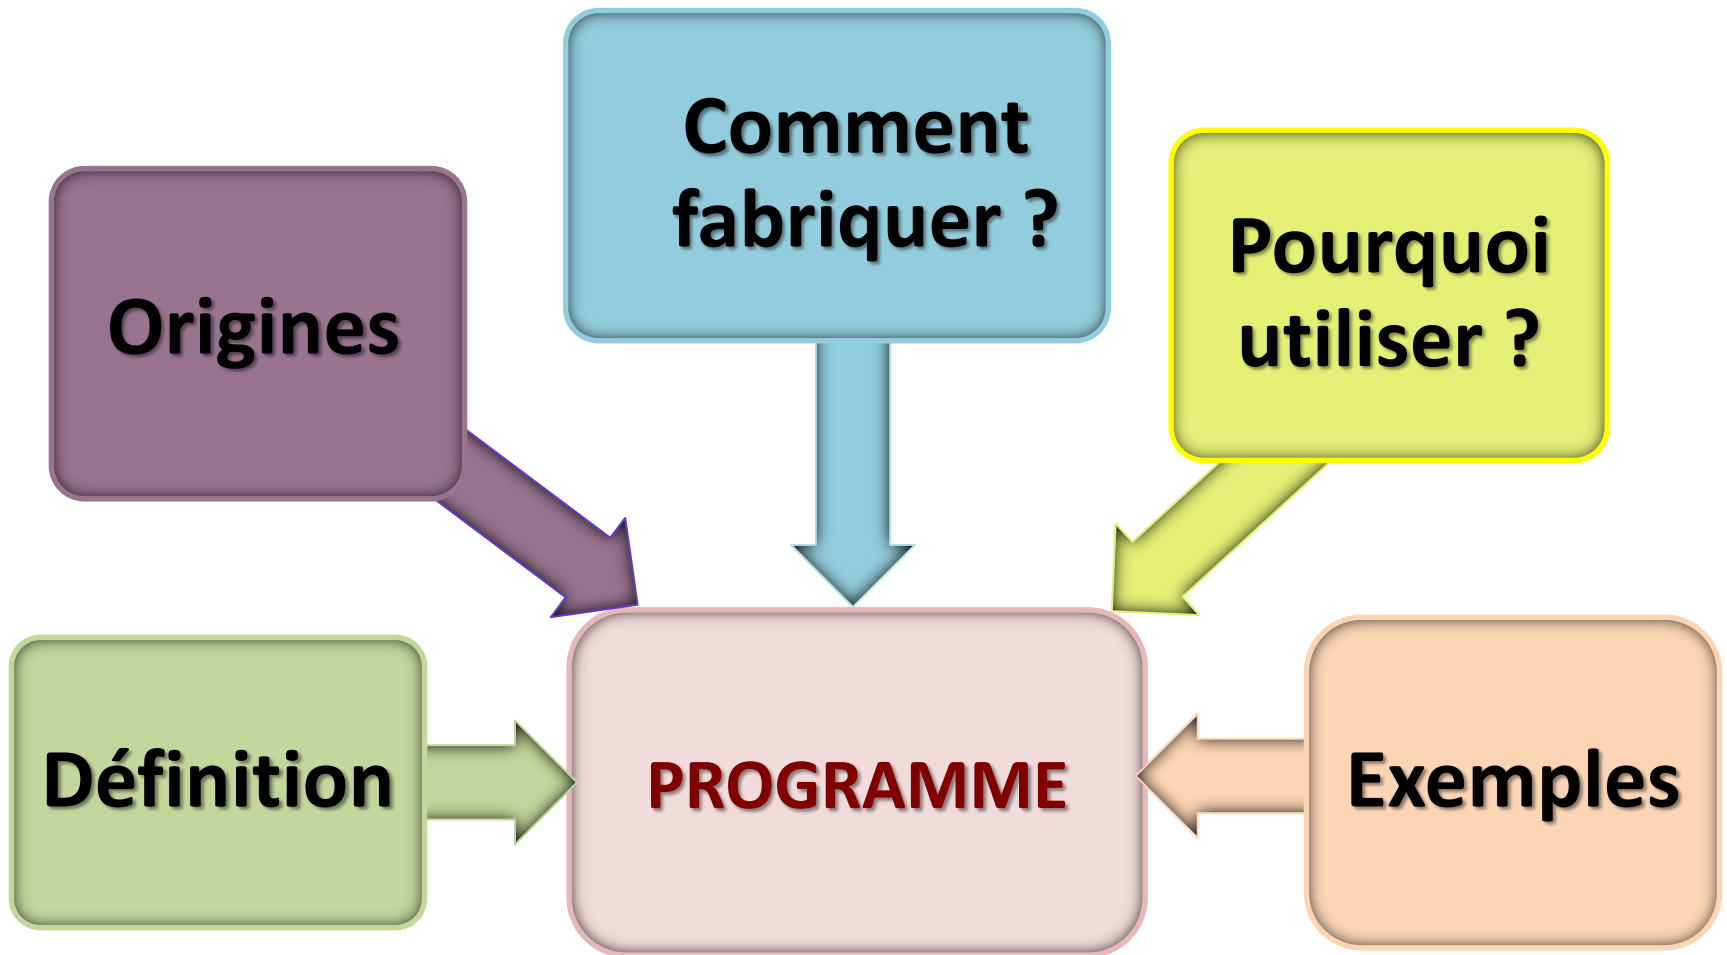 Comment
fabriquer ?
Pourquoi
utiliser ?
Origines
Définition
PROGRAMME
Exemples